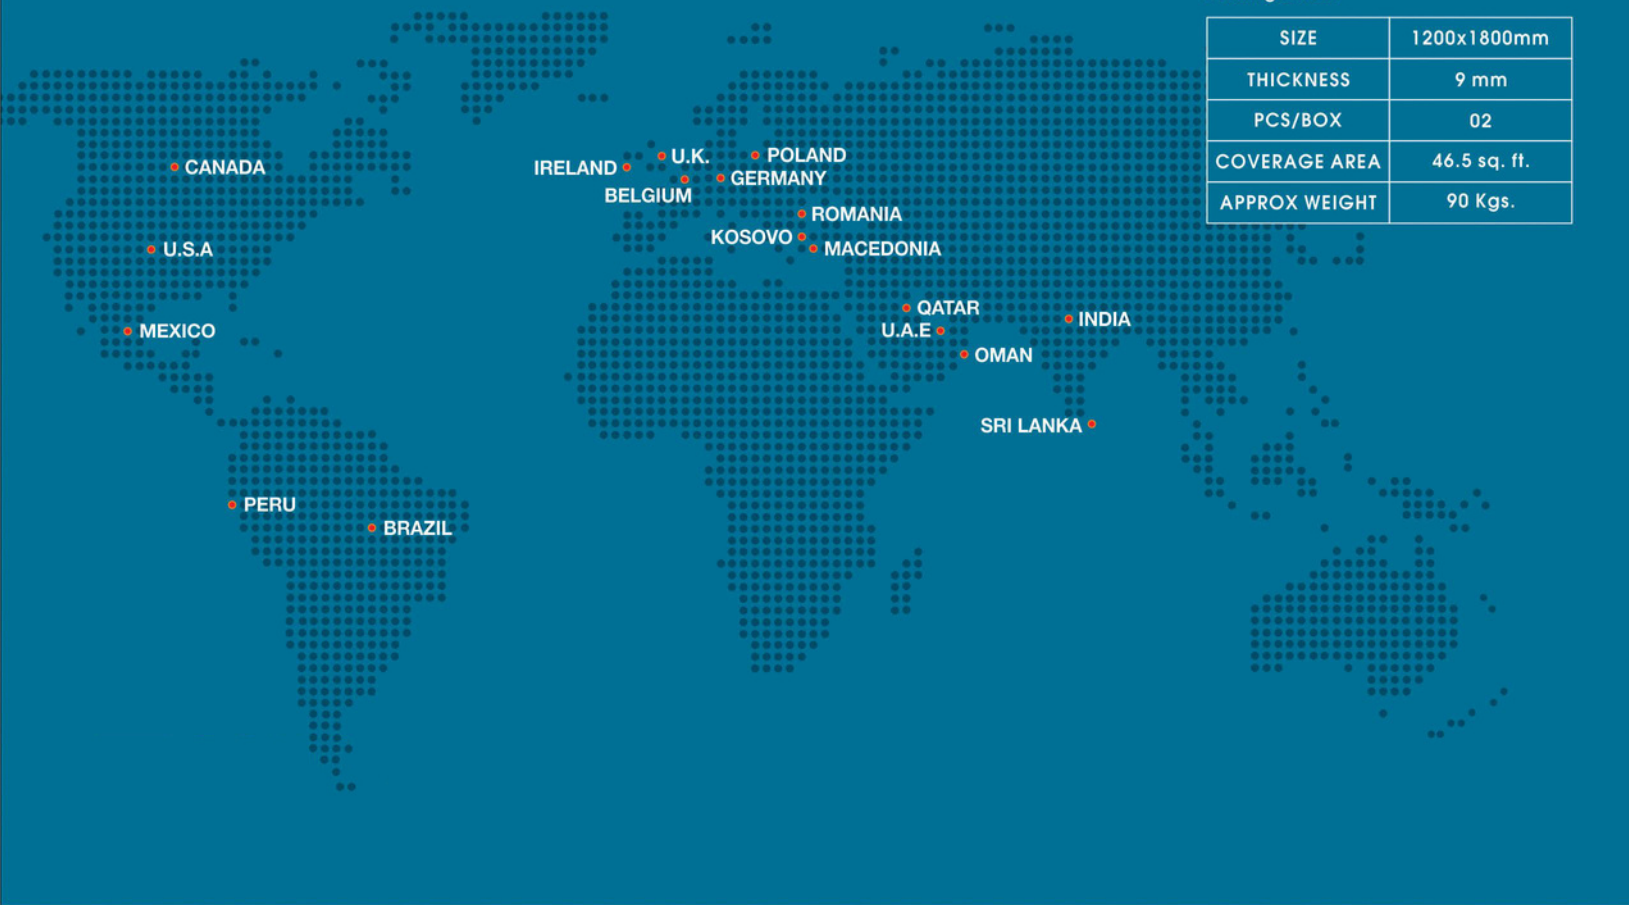 SIZE 1200x1800mm
THICKNESS 9 mm
PCS/BOX 02
COVERAGE AREA 46.5 sq. ft.
APPROX WEIGHT 90 Kgs.
CANADA
IRELAND
U.K.
POLAND
BELGIUM
GERMANY
ROMANIA
KOSOVO
MACEDONIA
U.S.A
MEXICO
QATAR
U.A.E
INDIA
OMAN
SRI LANKA
PERU
BRAZIL